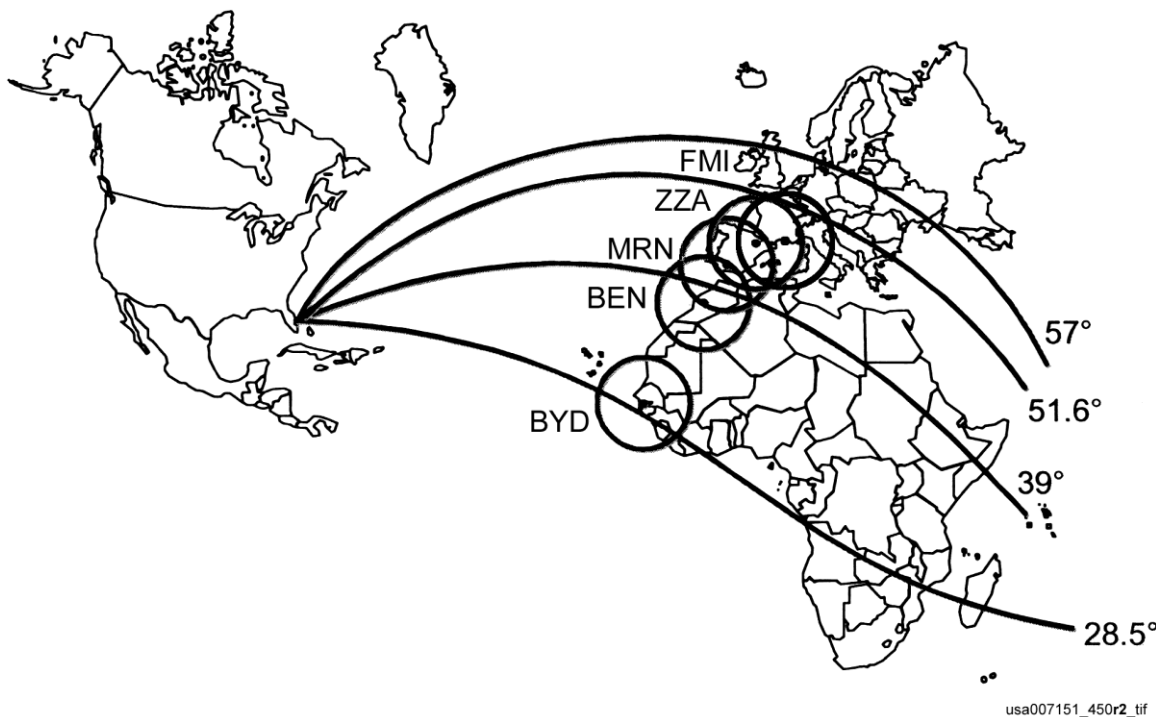 FMI
ZZA
MRN
BEN
BYD
57°
51.6°
39°
28.5°
usa007151_450r2_tif